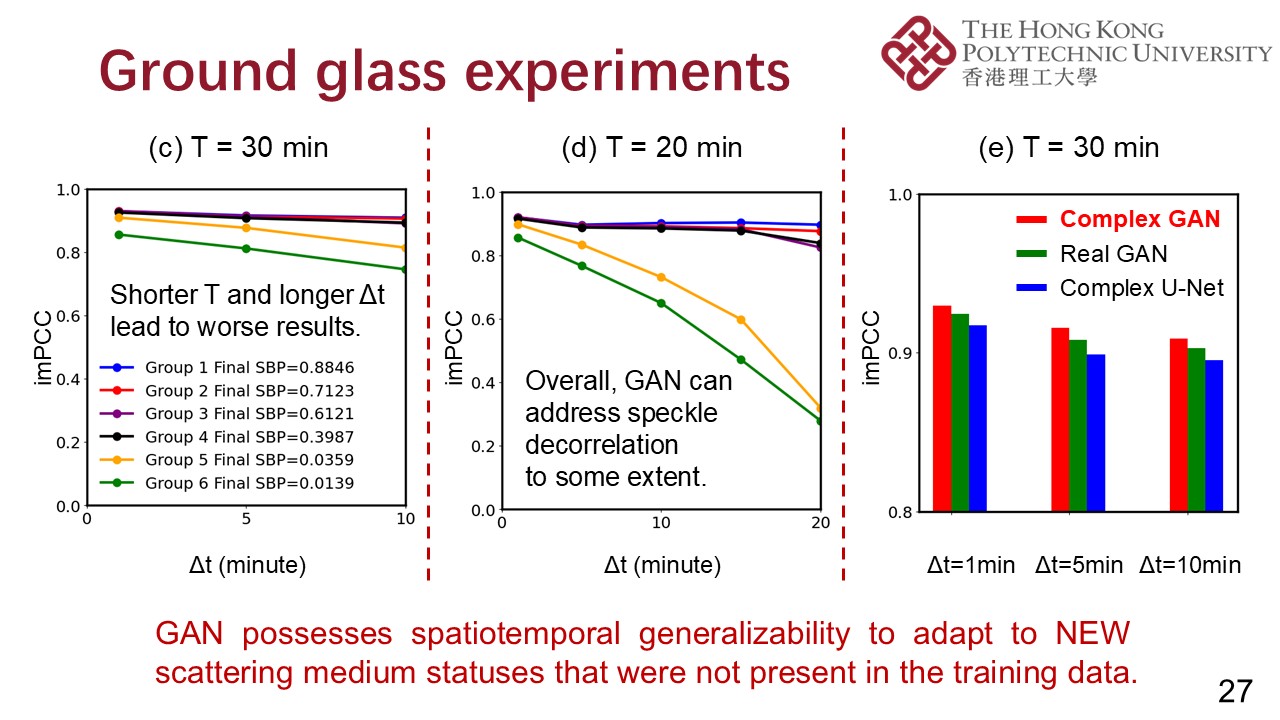 Ground glass experiments
THE HONG KONG
POLYTECHNIC UNIVERSITY
香港理工大學
(c) T = 30 min
1.0
0.8
0.6
0.4
0.2
0.0
imPCC
Shorter T and longer Δt
lead to worse results.
Group 1 Final SBP=0.8846
Group 2 Final SBP=0.7123
Group 3 Final SBP=0.6121
Group 4 Final SBP=0.3987
Group 5 Final SBP=0.0359
Group 6 Final SBP=0.0139
0
5
10
Δt (minute)
(d) T = 20 min
1.0
0.8
0.6
0.4
0.2
0.0
imPCC
Overall, GAN can
address speckle
decorrelation
to some extent.
0
10
20
Δt (minute)
(e) T = 30 min
1.0
0.9
0.8
imPCC
Complex GAN
Real GAN
Complex U-Net
Δt=1min
Δt=5min
Δt=10min
GAN possesses spatiotemporal generalizability to adapt to NEW
scattering medium statuses that were not present in the training data.
27